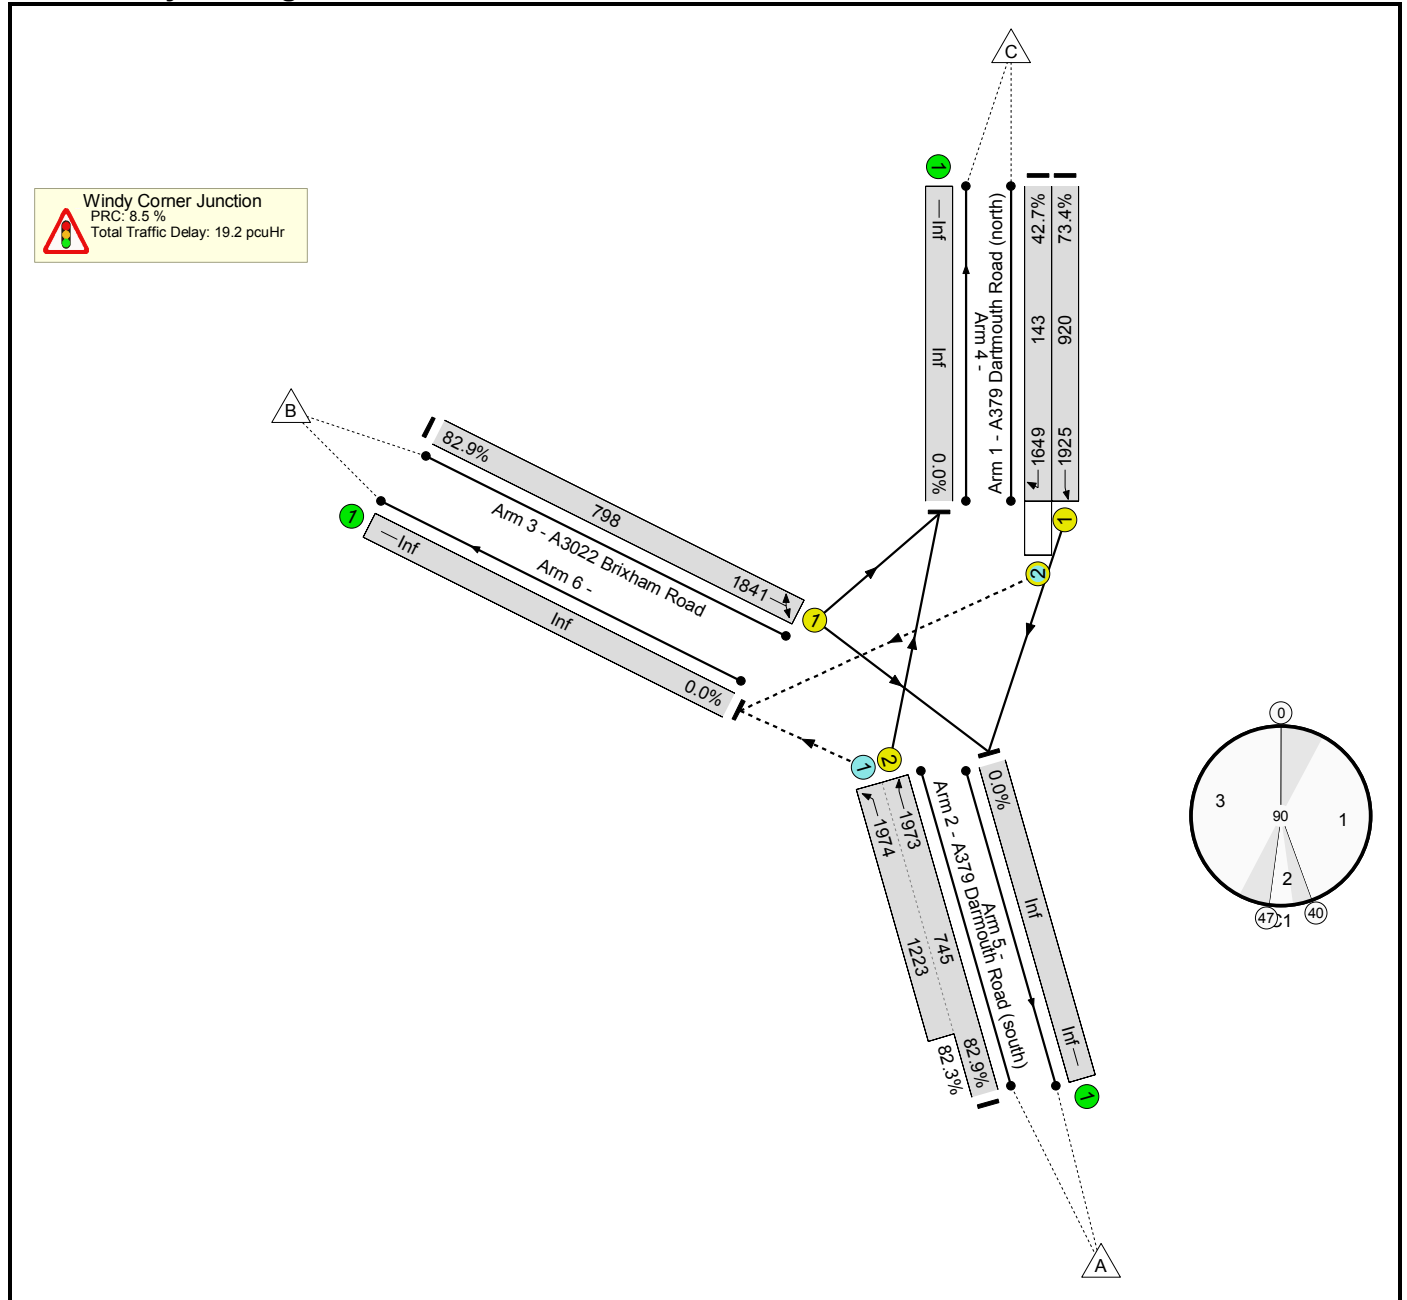 C
Windy Corner Junction
PRC: 8.5 %
Total Traffic Delay: 19.2 pcuHr
1
Inf
Inf
0.0%
Arm 4 -
Arm 1 - A379 Dartmouth Road (north)
42.7%
143
1649
73.4%
920
1925
1
2
B
82.9%
798
1841
1
Arm 3 - A3022 Brixham Road
Arm 6 -
1
Inf
Inf
0.0%
1
2
1974
1973
1223
745
82.3%
82.9%
Arm 2 - A379 Darmouth Road (south)
Arm 5 -
0.0%
Inf
Inf
1
A
0
3
90
1
2
47
C1
40